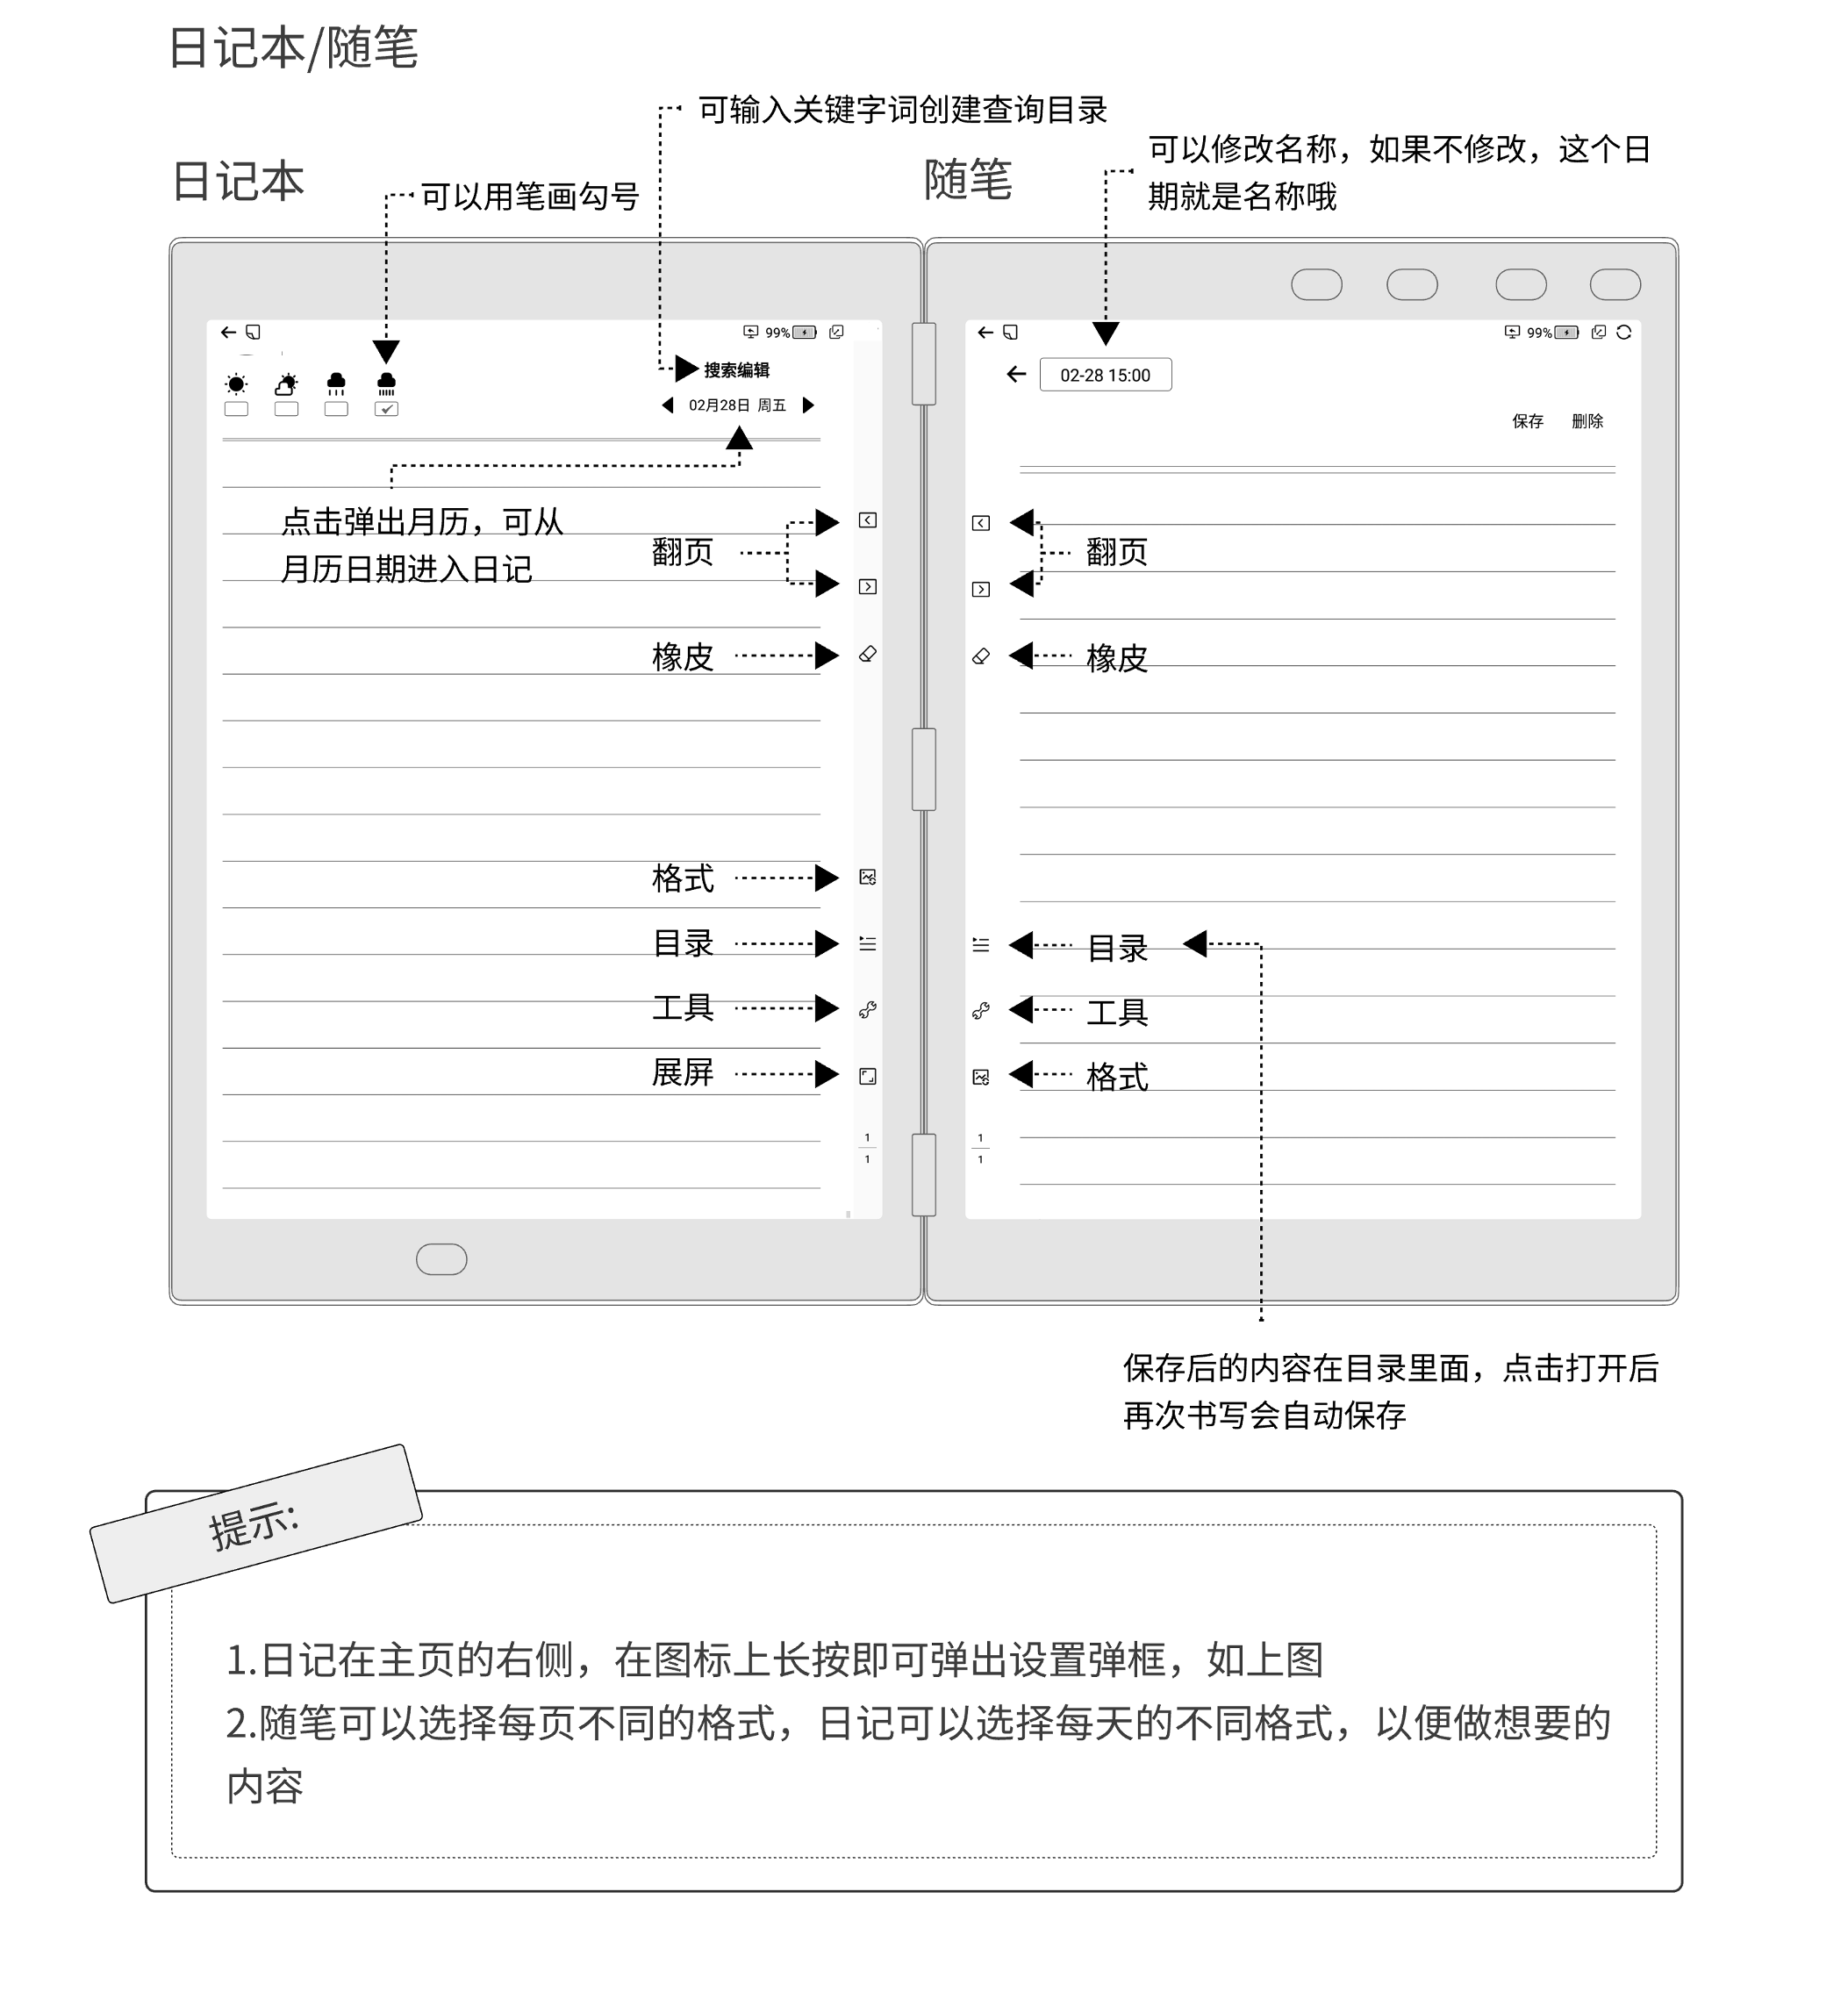 日记本/随笔
可输入关键字词创建查询目录
日记本
可以用笔画勾号
随笔
可以修改名称，如果不修改，这个日
期就是名称哦
99%
搜索编辑
02月28日 周五
点击弹出月历，可从
月历日期进入日记
翻页
橡皮
格式
目录
工具
展屏
1
1
99%
02-28 15:00
保存 删除
翻页
橡皮
目录
工具
格式
1
1
保存后的内容在目录里面，点击打开后
再次书写会自动保存
提示:
1.日记在主页的右侧，在图标上长按即可弹出设置弹框，如上图
2.随笔可以选择每页不同的格式，日记可以选择每天的不同格式，以便做想要的
内容